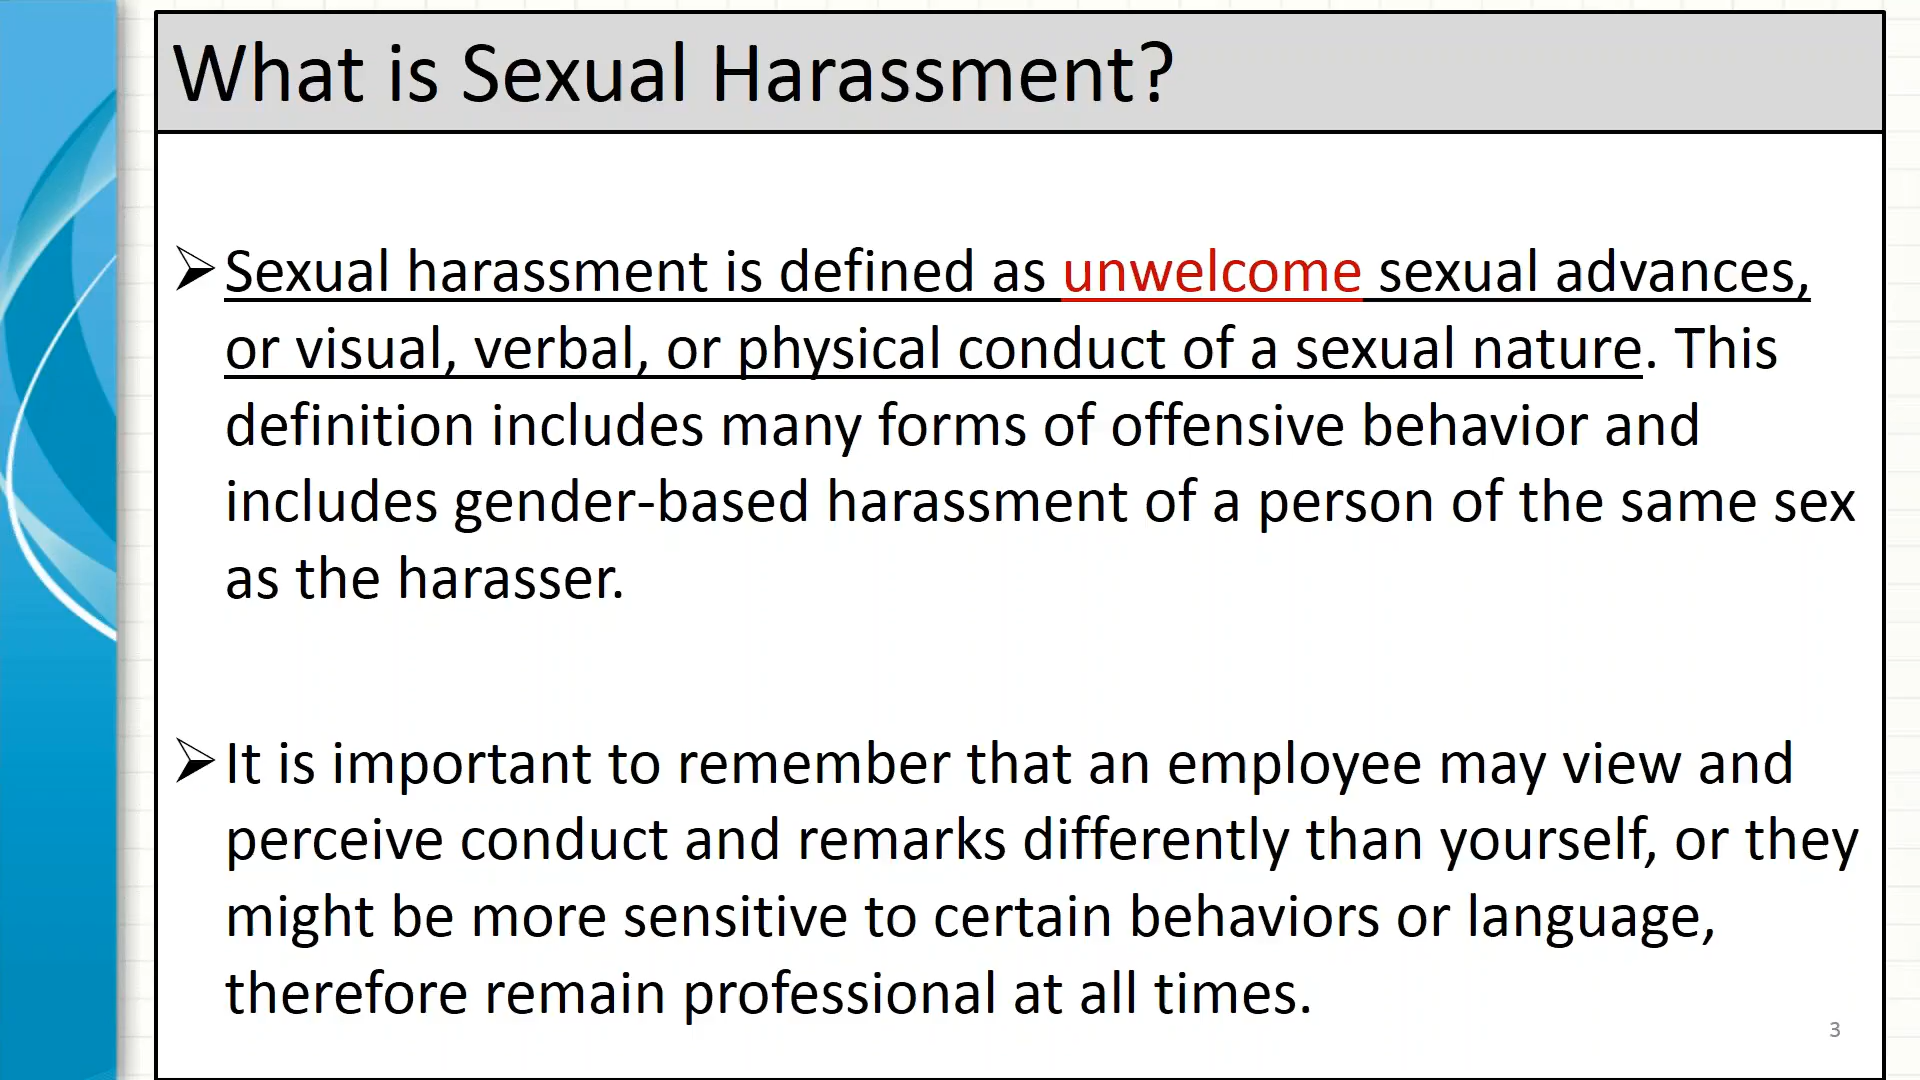 What is Sexual Harassment?
➢Sexual harassment is defined as unwelcome sexual advances,
or visual, verbal, or physical conduct of a sexual nature. This
definition includes many forms of offensive behavior and
includes gender-based harassment of a person of the same sex
as the harasser.
➢It is important to remember that an employee may view and
perceive conduct and remarks differently than yourself, or they
might be more sensitive to certain behaviors or language,
therefore remain professional at all times.
3